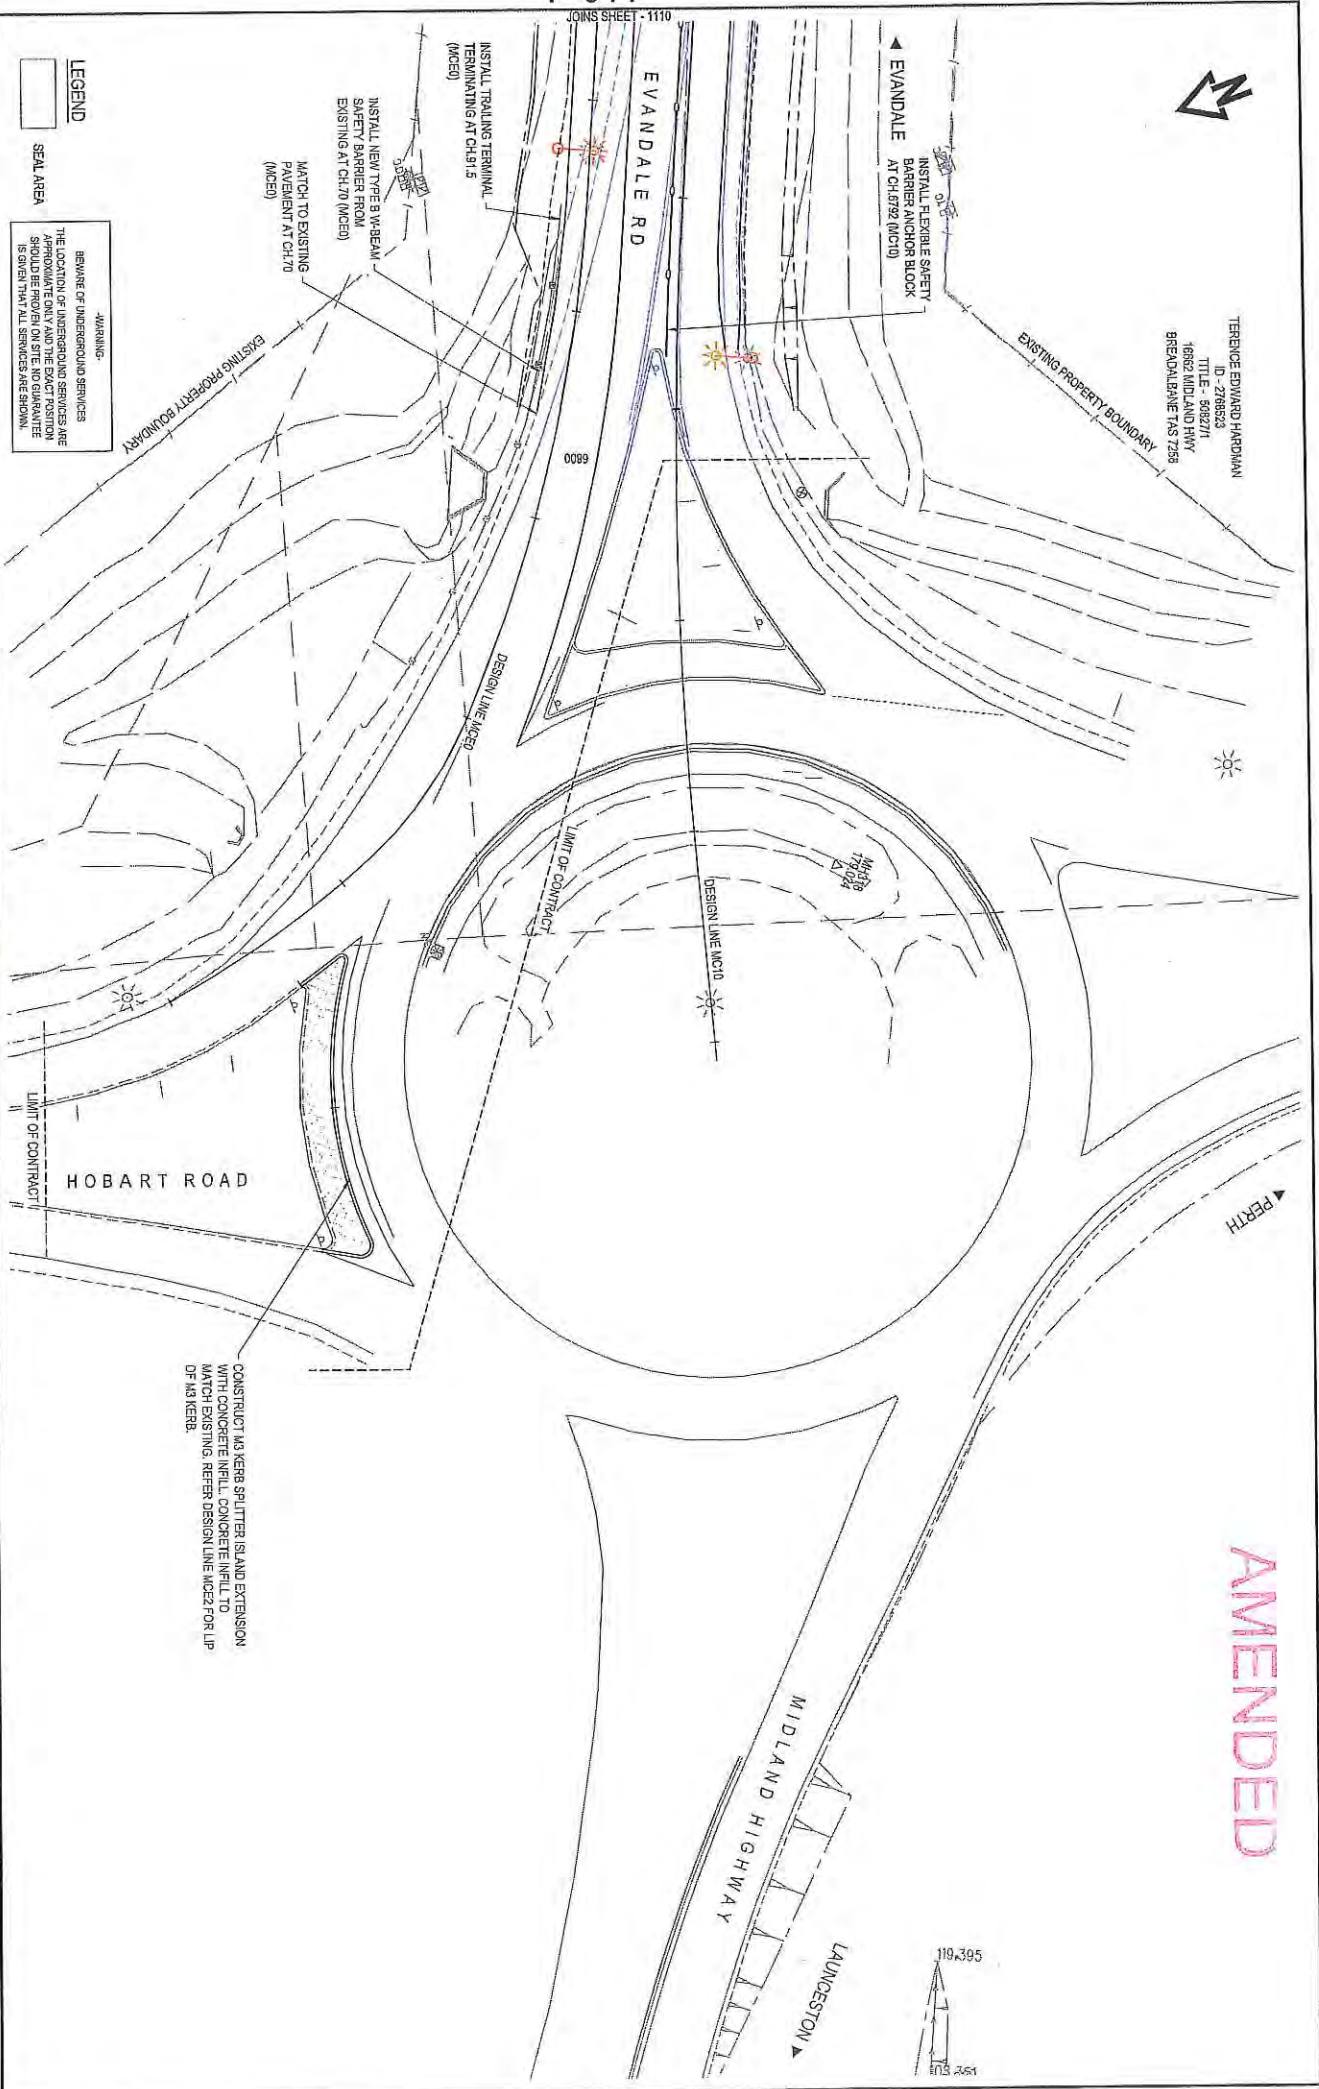 JOINS SHEET - 1110
N
◄ EVANDALE
INSTALL FLEXIBLE SAFETY
BARRIER ANCHOR BLOCK
AT CH.6792 (MC10)
TERENCE EDWARD HARDMAN
ID - 2768523
TITLE - 50827/1
16662 MIDLAND HWY
BREADALBANE TAS 7258
EXISTING PROPERTY BOUNDARY
AMENDED
EVANDALE RD
INSTALL TRAILING TERMINAL
TERMINATING AT CH.91.5
(MCE0)
INSTALL NEW TYPE B W-BEAM
SAFETY BARRIER FROM
EXISTING AT CH.70 (MCE0)
MATCH TO EXISTING
PAVEMENT AT CH.70
(MCE0)
6800
DESIGN LINE MCE0
LIMIT OF CONTRACT
DESIGN LINE MC10
▲ PERTH
EXISTING PROPERTY BOUNDARY
LEGEND
SEAL AREA
-WARNING-
BEWARE OF UNDERGROUND SERVICES
THE LOCATION OF UNDERGROUND SERVICES ARE
APPROXIMATE ONLY AND THE EXACT POSITION
SHOULD BE PROVEN ON SITE. NO GUARANTEE
IS GIVEN THAT ALL SERVICES ARE SHOWN.
HOBART ROAD
LIMIT OF CONTRACT
CONSTRUCT M3 KERB SPLITTER ISLAND EXTENSION
WITH CONCRETE INFILL. CONCRETE INFILL TO
MATCH EXISTING. REFER DESIGN LINE MCE2 FOR LIP
OF M3 KERB.
MIDLAND HIGHWAY
LAUNCESTON ►
119.395